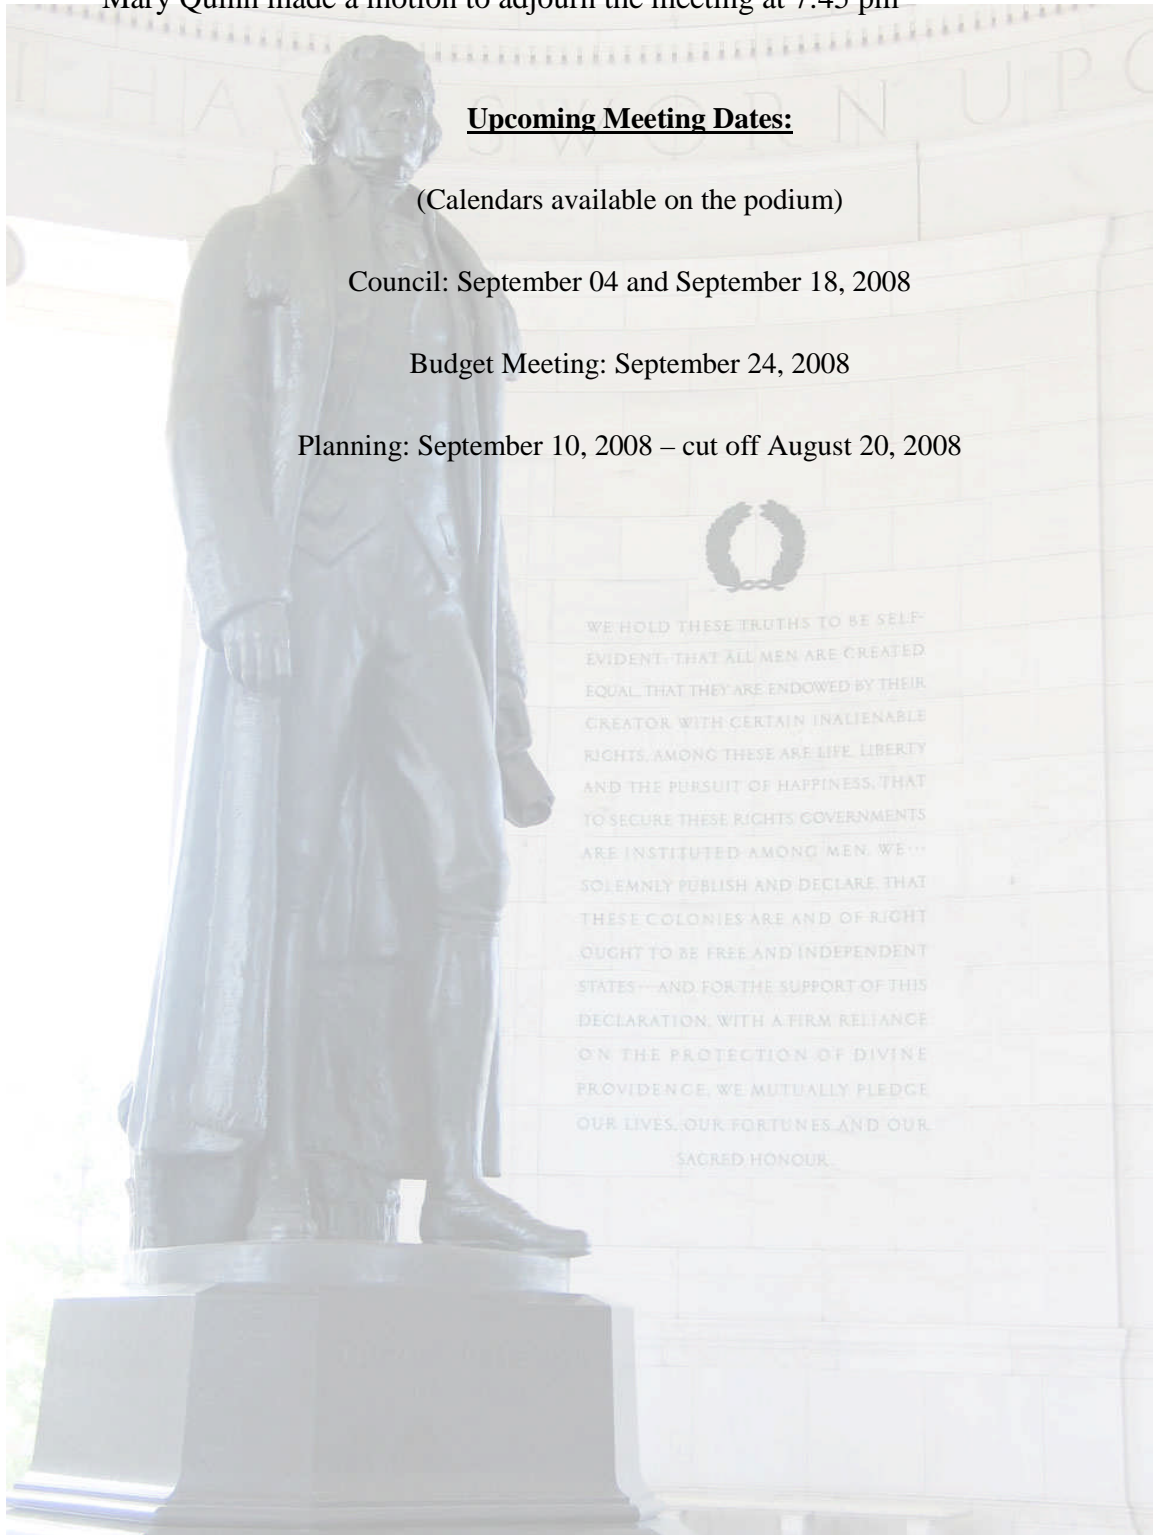 Mary Quinn made a motion to adjourn the meeting at 7:45 pm
T HAV SWORN UPO
Upcoming Meeting Dates:
(Calendars available on the podium)
Council: September 04 and September 18, 2008
Budget Meeting: September 24, 2008
Planning: September 10, 2008 – cut off August 20, 2008
WE HOLD THESE TRUTHS TO BE SELF-
EVIDENT: THAT ALL MEN ARE CREATED
EQUAL, THAT THEY ARE ENDOWED BY THEIR
CREATOR WITH CERTAIN INALIENABLE
RIGHTS, AMONG THESE ARE LIFE, LIBERTY
AND THE PURSUIT OF HAPPINESS, THAT
TO SECURE THESE RIGHTS GOVERNMENTS
ARE INSTITUTED AMONG MEN. WE···
SOLEMNLY PUBLISH AND DECLARE, THAT
THESE COLONIES ARE AND OF RIGHT
OUGHT TO BE FREE AND INDEPENDENT
STATES···AND FOR THE SUPPORT OF THIS
DECLARATION, WITH A FIRM RELIANCE
ON THE PROTECTION OF DIVINE
PROVIDENCE, WE MUTUALLY PLEDGE
OUR LIVES, OUR FORTUNES AND OUR
SACRED HONOUR.